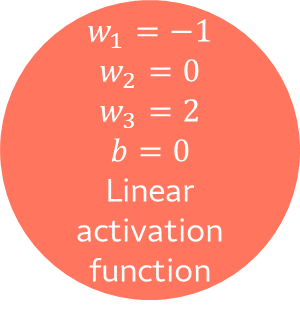 w₁ = −1
w₂ = 0
w₃ = 2
b = 0
Linear
activation
function